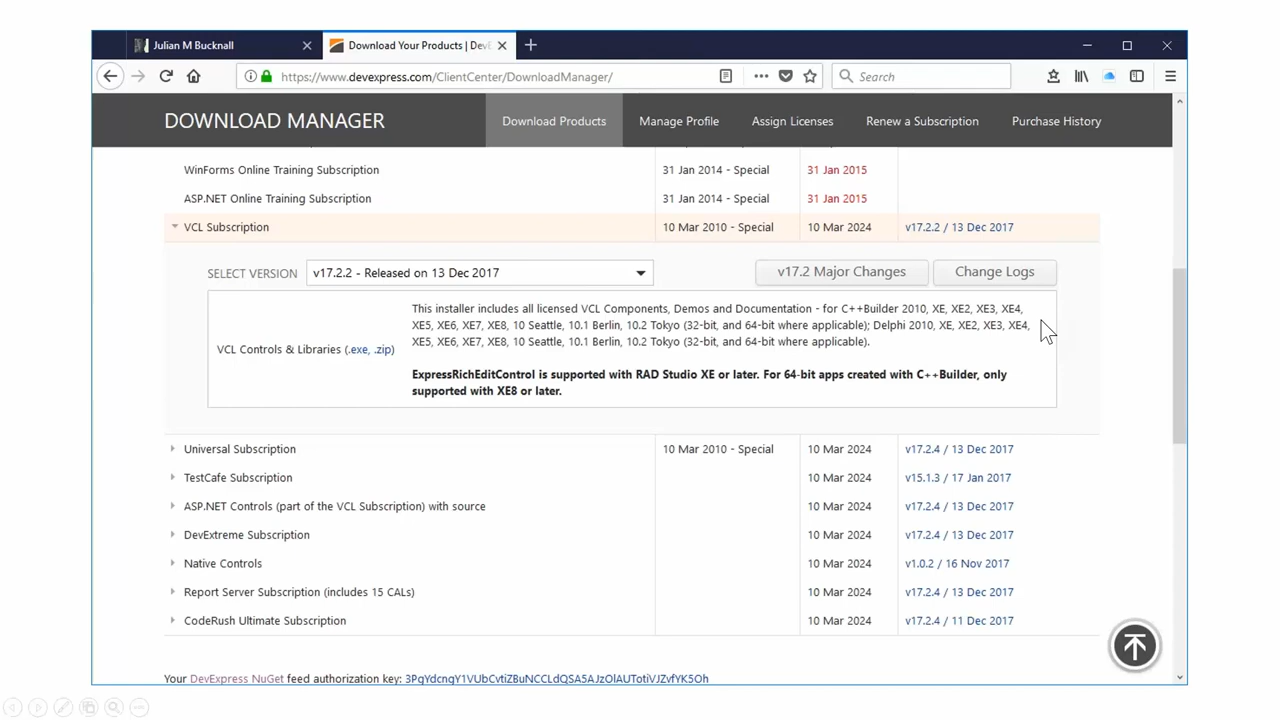 Julian M Bucknall
Download Your Products | DevE
https://www.devexpress.com/ClientCenter/DownloadManager/
Search
DOWNLOAD MANAGER
Download Products
Manage Profile
Assign Licenses
Renew a Subscription
Purchase History
WinForms Online Training Subscription 31 Jan 2014 - Special 31 Jan 2015
ASP.NET Online Training Subscription 31 Jan 2014 - Special 31 Jan 2015
VCL Subscription 10 Mar 2010 - Special 10 Mar 2024 v17.2.2 / 13 Dec 2017
SELECT VERSION v17.2.2 - Released on 13 Dec 2017 v17.2 Major Changes Change Logs
This installer includes all licensed VCL Components, Demos and Documentation - for C++Builder 2010, XE, XE2, XE3, XE4,
XE5, XE6, XE7, XE8, 10 Seattle, 10.1 Berlin, 10.2 Tokyo (32-bit, and 64-bit where applicable); Delphi 2010, XE, XE2, XE3, XE4,
XE5, XE6, XE7, XE8, 10 Seattle, 10.1 Berlin, 10.2 Tokyo (32-bit, and 64-bit where applicable).
VCL Controls & Libraries (.exe, .zip)
ExpressRichEditControl is supported with RAD Studio XE or later. For 64-bit apps created with C++Builder, only
supported with XE8 or later.
Universal Subscription 10 Mar 2010 - Special 10 Mar 2024 v17.2.4 / 13 Dec 2017
TestCafe Subscription 10 Mar 2024 v15.1.3 / 17 Jan 2017
ASP.NET Controls (part of the VCL Subscription) with source 10 Mar 2024 v17.2.4 / 13 Dec 2017
DevExtreme Subscription 10 Mar 2024 v17.2.4 / 13 Dec 2017
Native Controls 10 Mar 2024 v1.0.2 / 16 Nov 2017
Report Server Subscription (includes 15 CALs) 10 Mar 2024 v17.2.4 / 13 Dec 2017
CodeRush Ultimate Subscription 10 Mar 2024 v17.2.4 / 11 Dec 2017
Your DevExpress NuGet feed authorization key: